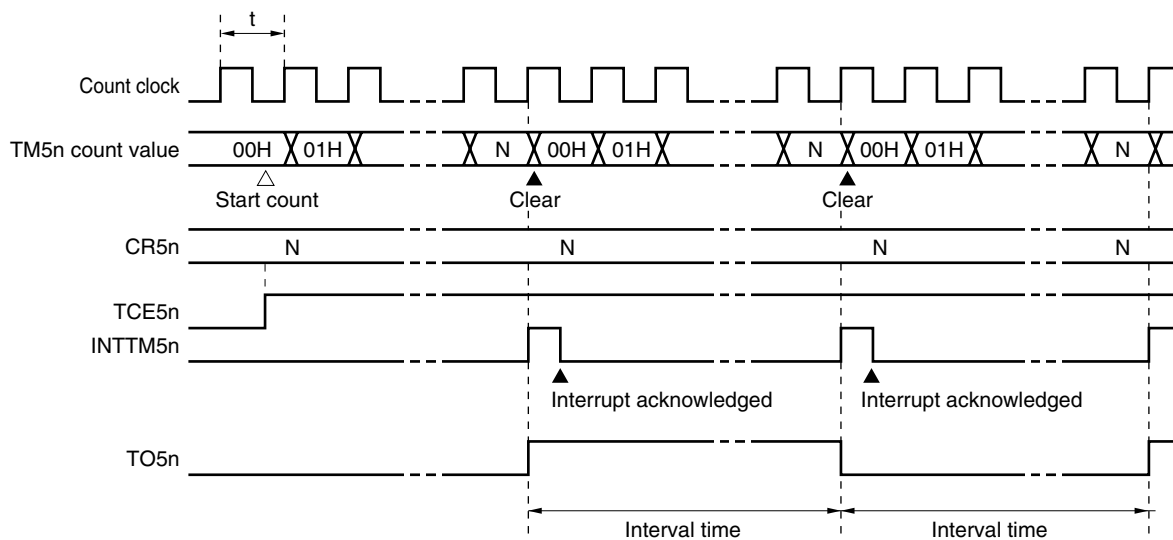 t
Count clock
TM5n count value 00H 01H N 00H 01H N 00H 01H N
Start count Clear Clear
CR5n N N N N
TCE5n
INTTM5n
Interrupt acknowledged Interrupt acknowledged
TO5n
Interval time Interval time